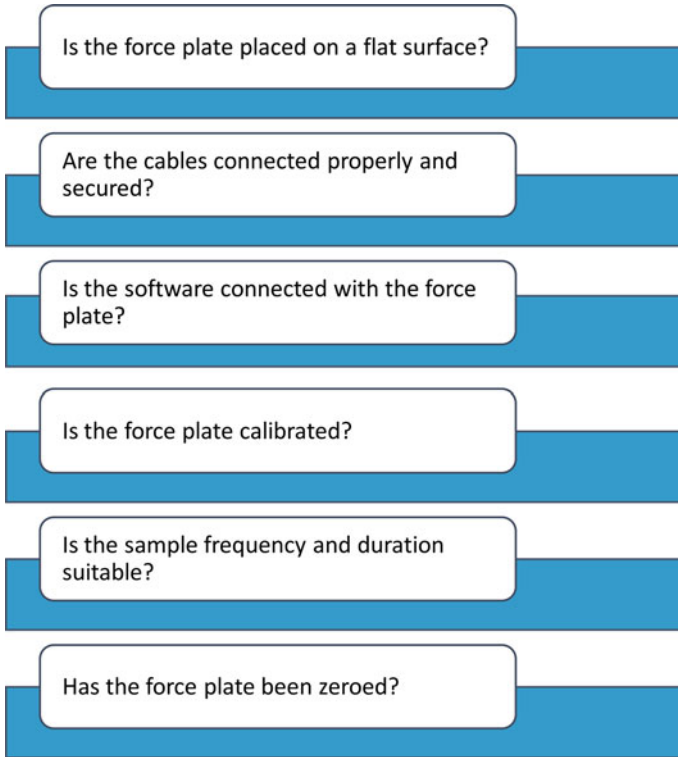 Is the force plate placed on a flat surface?
Are the cables connected properly and
secured?
Is the software connected with the force
plate?
Is the force plate calibrated?
Is the sample frequency and duration
suitable?
Has the force plate been zeroed?